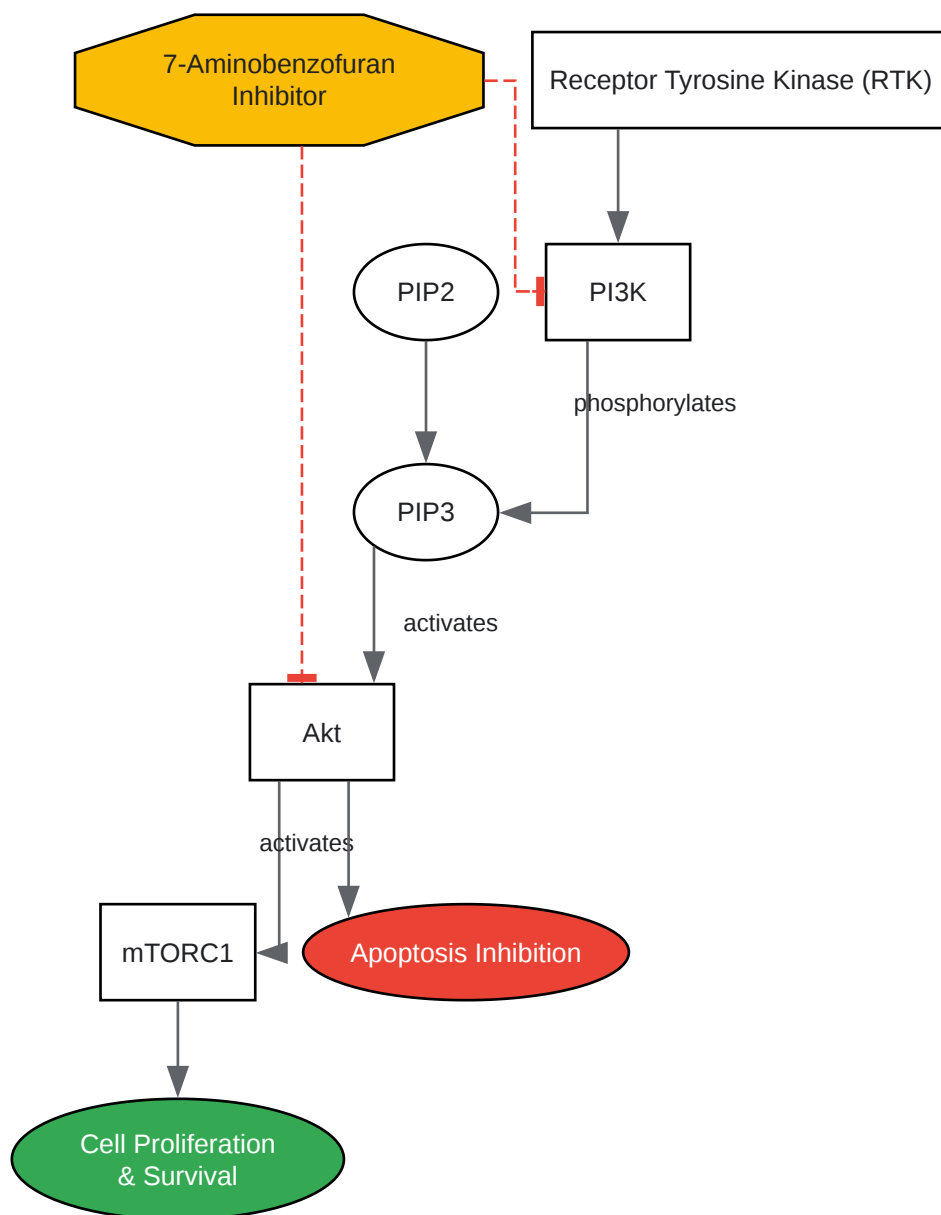 7-Aminobenzofuran
Inhibitor
Receptor Tyrosine Kinase (RTK)
PIP2
PI3K
phosphorylates
PIP3
activates
Akt
activates
mTORC1
Apoptosis Inhibition
Cell Proliferation
& Survival